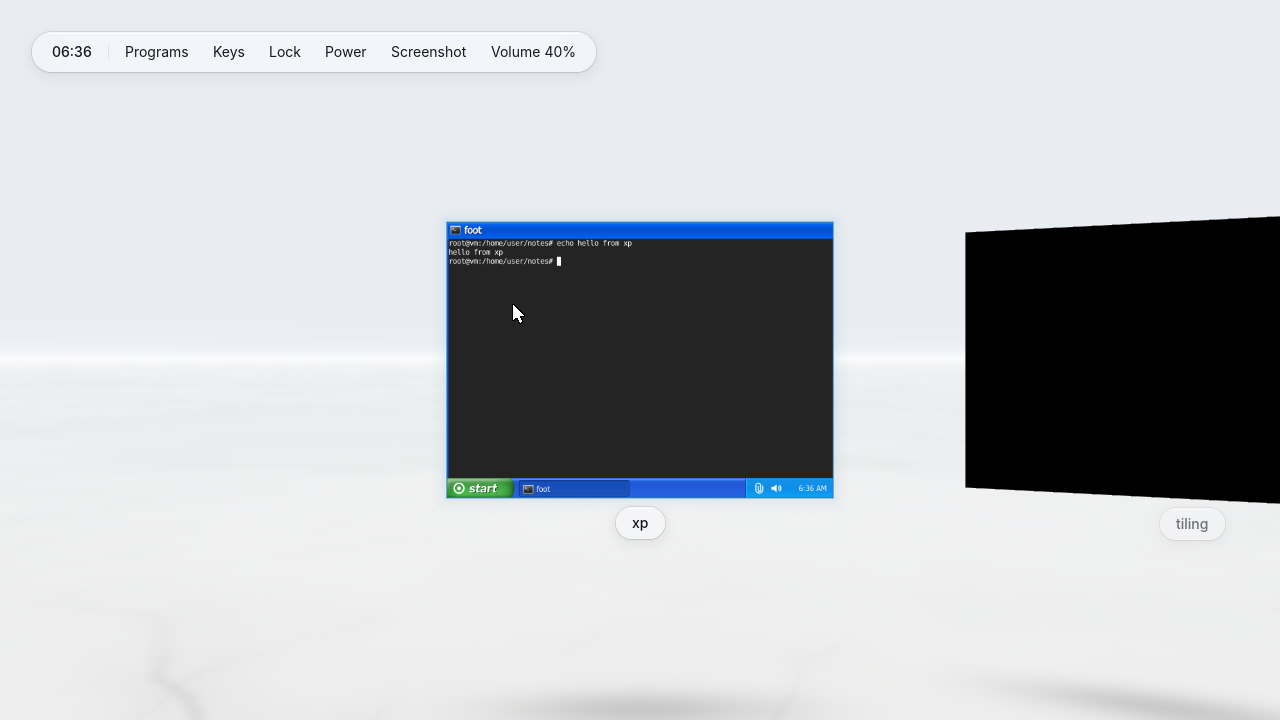 06:36 Programs Keys Lock Power Screenshot Volume 40%
foot
root@vm:/home/user/notes# echo hello from xp
hello from xp
root@vm:/home/user/notes#
start foot 6:36 AM
xp
tiling